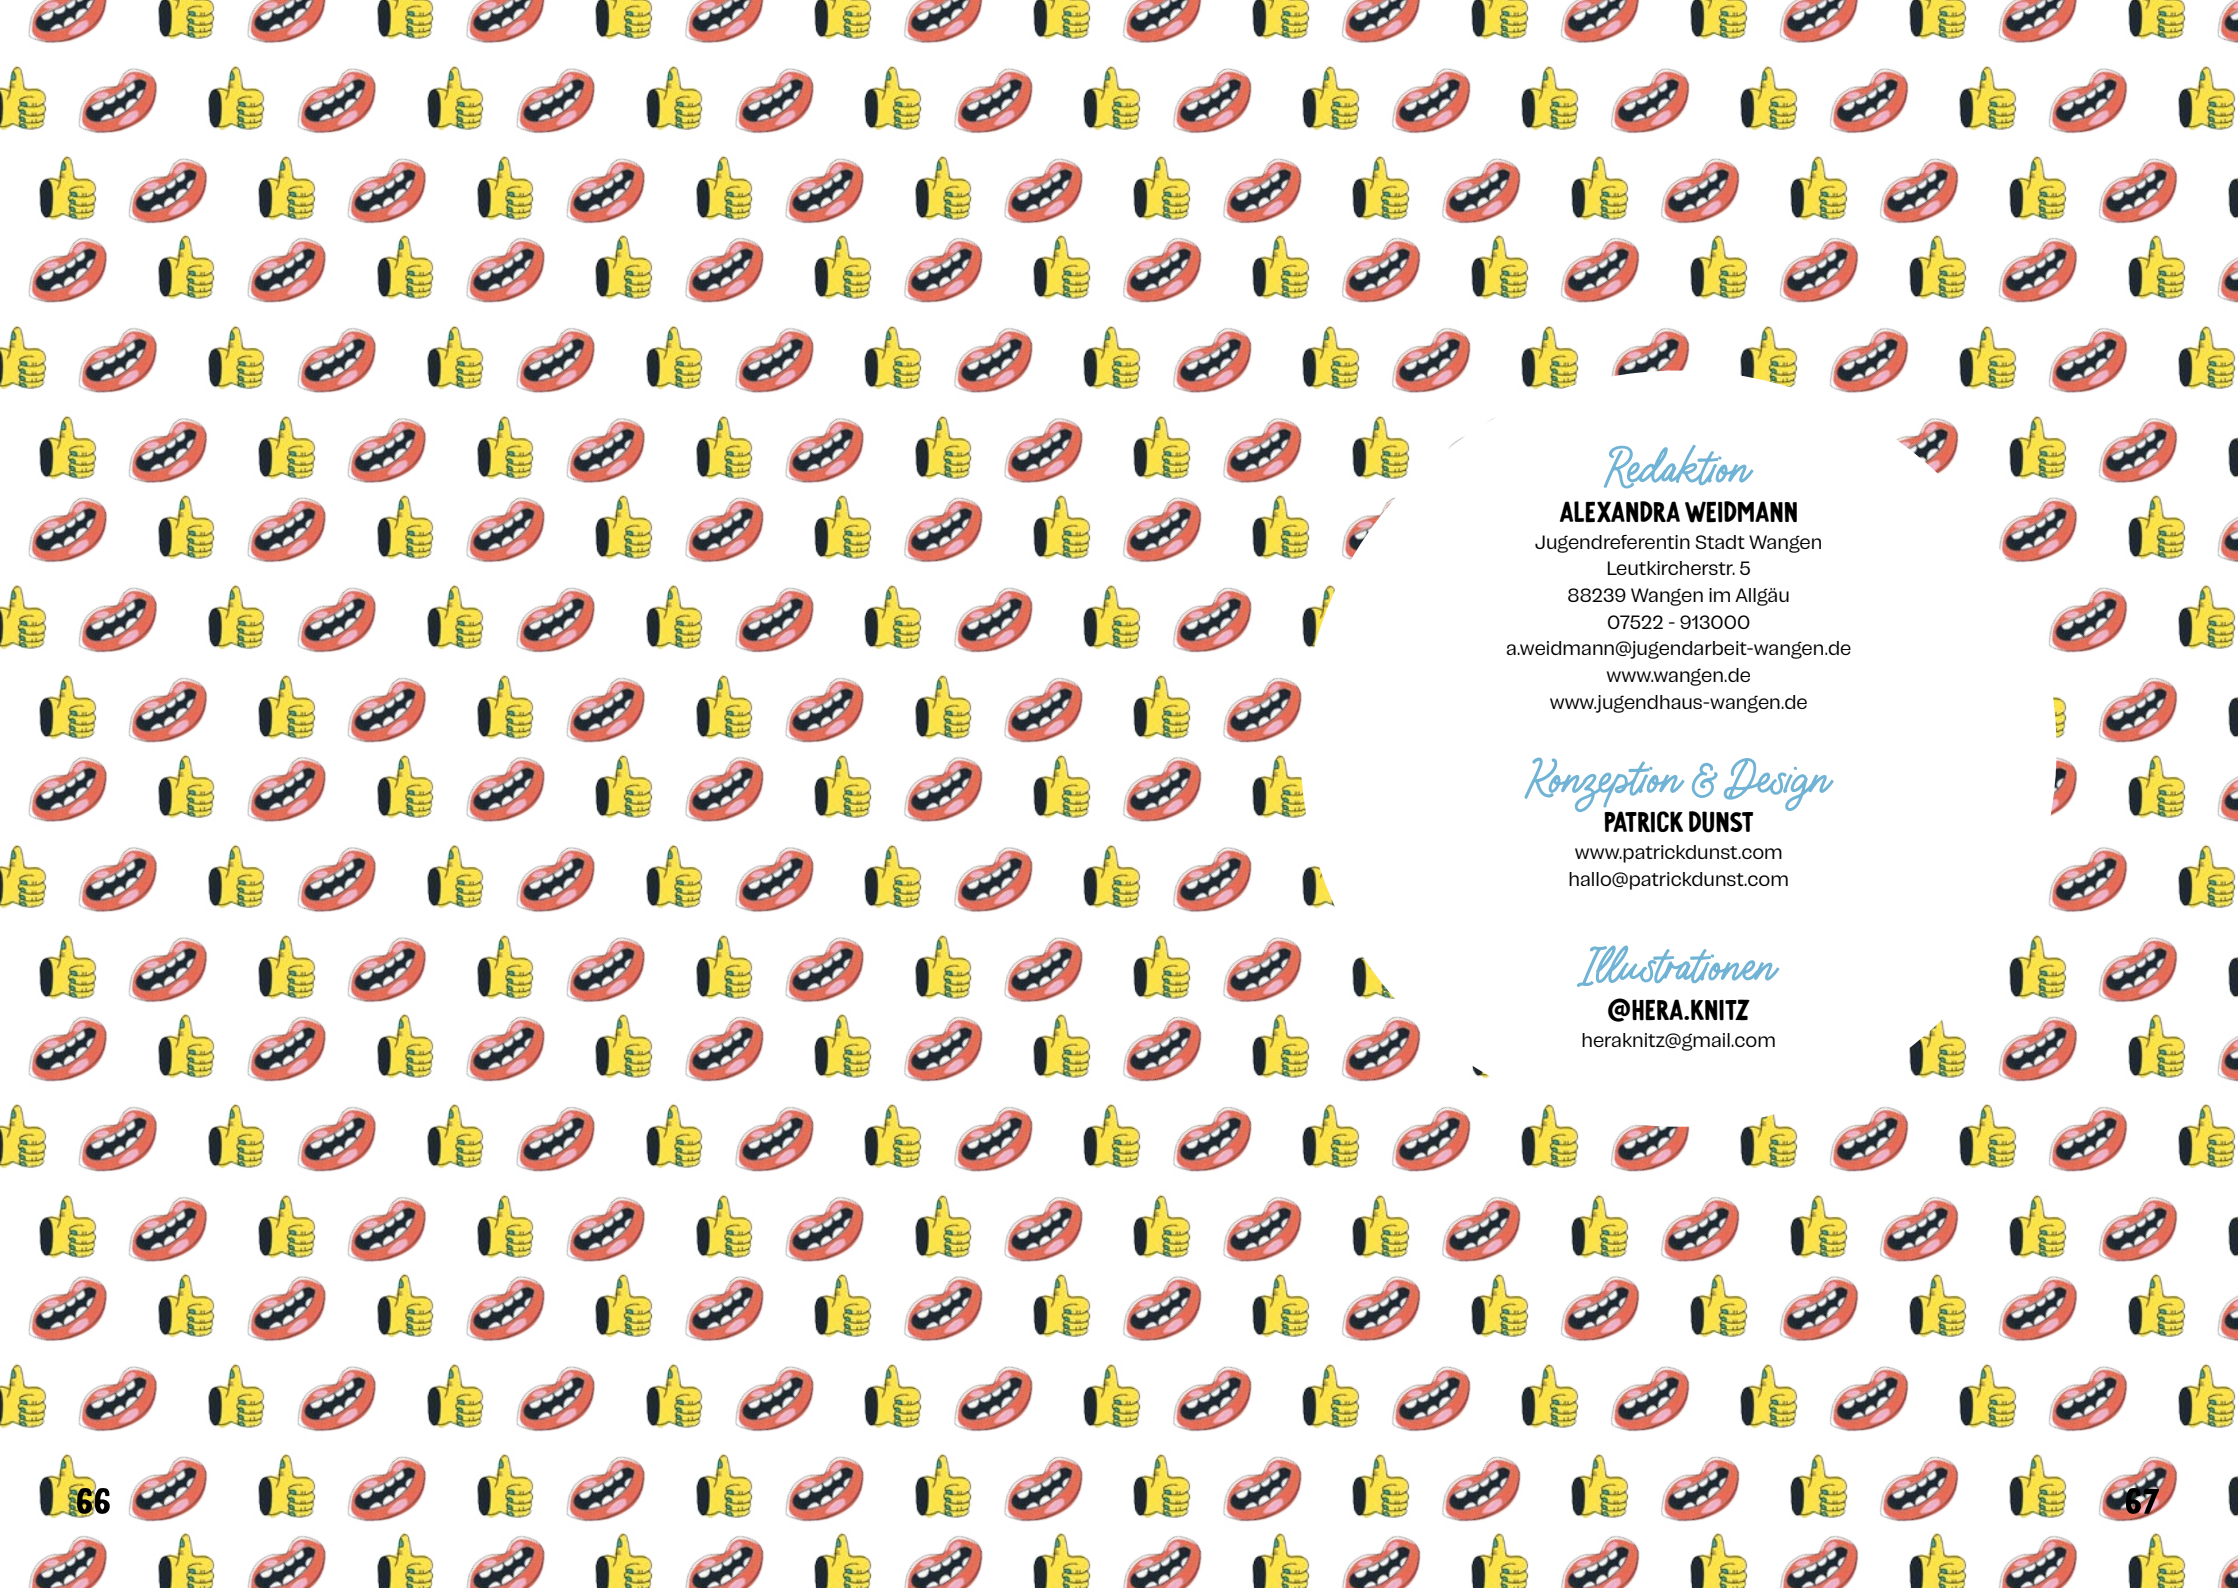 Redaktion
ALEXANDRA WEIDMANN
Jugendreferentin Stadt Wangen
Leutkircherstr. 5
88239 Wangen im Allgäu
07522 - 913000
a.weidmann@jugendarbeit-wangen.de
www.wangen.de
www.jugendhaus-wangen.de
Konzeption & Design
PATRICK DUNST
www.patrickdunst.com
hallo@patrickdunst.com
Illustrationen
@HERA.KNITZ
heraknitz@gmail.com
66
67